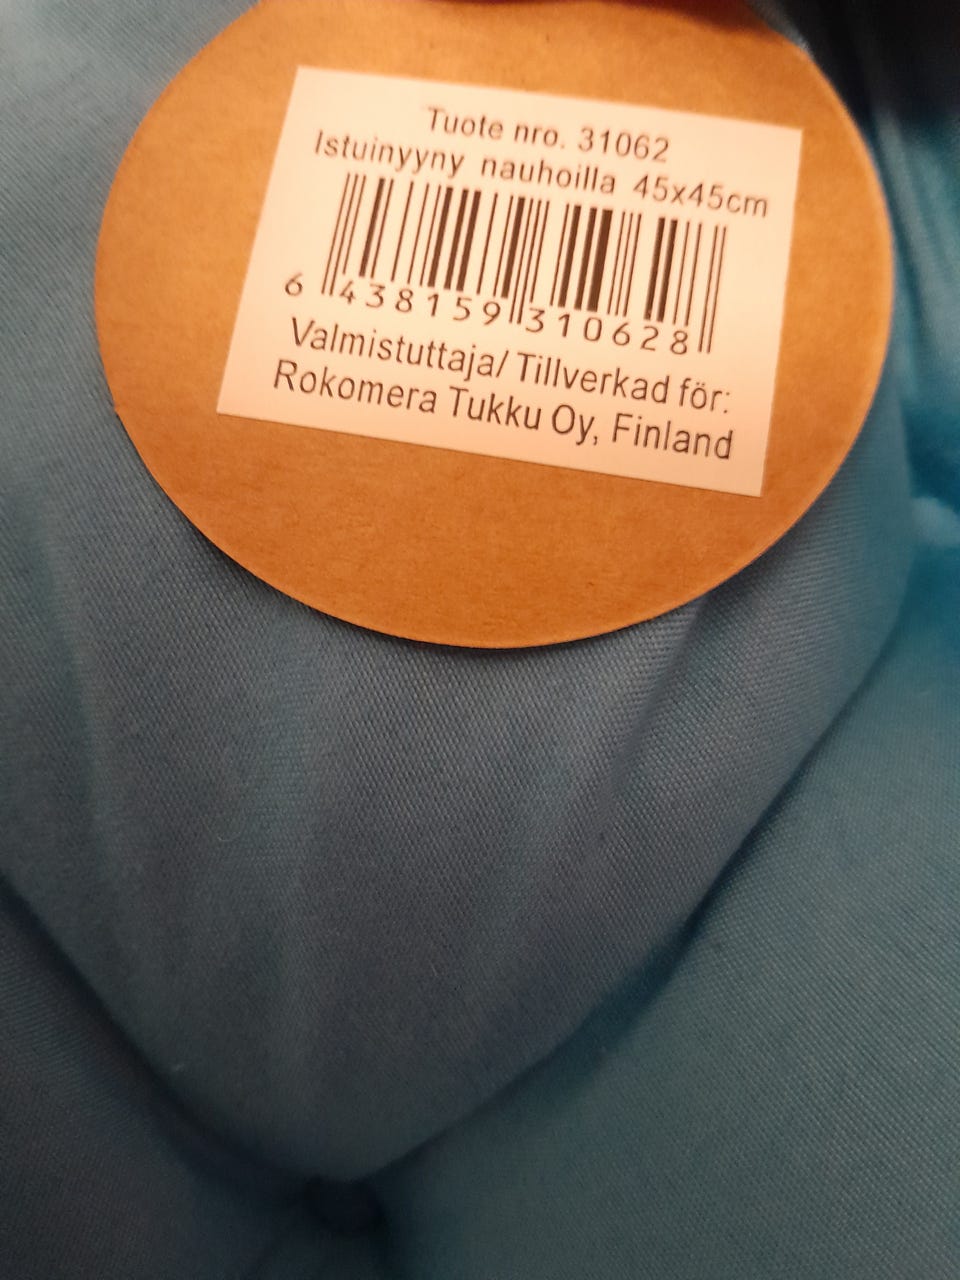 Tuote nro. 31062
Istuinyyny nauhoilla 45x45cm
6 438159 310628
Valmistuttaja/ Tillverkad för:
Rokomera Tukku Oy, Finland